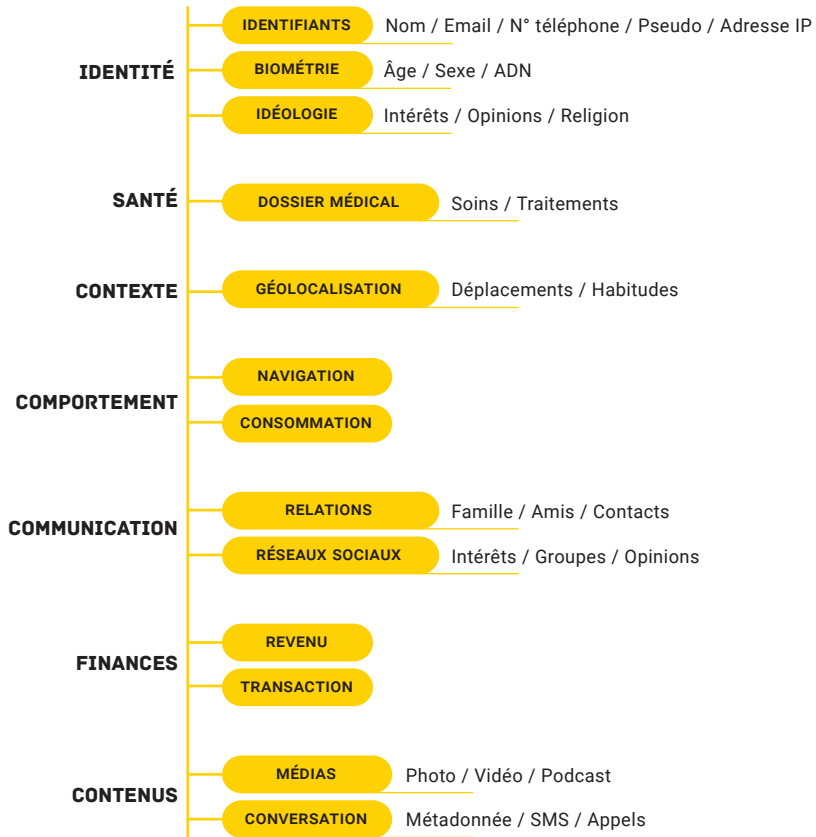 IDENTIFIANTS Nom / Email / N° téléphone / Pseudo / Adresse IP
IDENTITÉ BIOMÉTRIE Âge / Sexe / ADN
IDÉOLOGIE Intérêts / Opinions / Religion
SANTÉ DOSSIER MÉDICAL Soins / Traitements
CONTEXTE GÉOLOCALISATION Déplacements / Habitudes
NAVIGATION
COMPORTEMENT
CONSOMMATION
RELATIONS Famille / Amis / Contacts
COMMUNICATION
RÉSEAUX SOCIAUX Intérêts / Groupes / Opinions
REVENU
FINANCES
TRANSACTION
MÉDIAS Photo / Vidéo / Podcast
CONTENUS
CONVERSATION Métadonnée / SMS / Appels